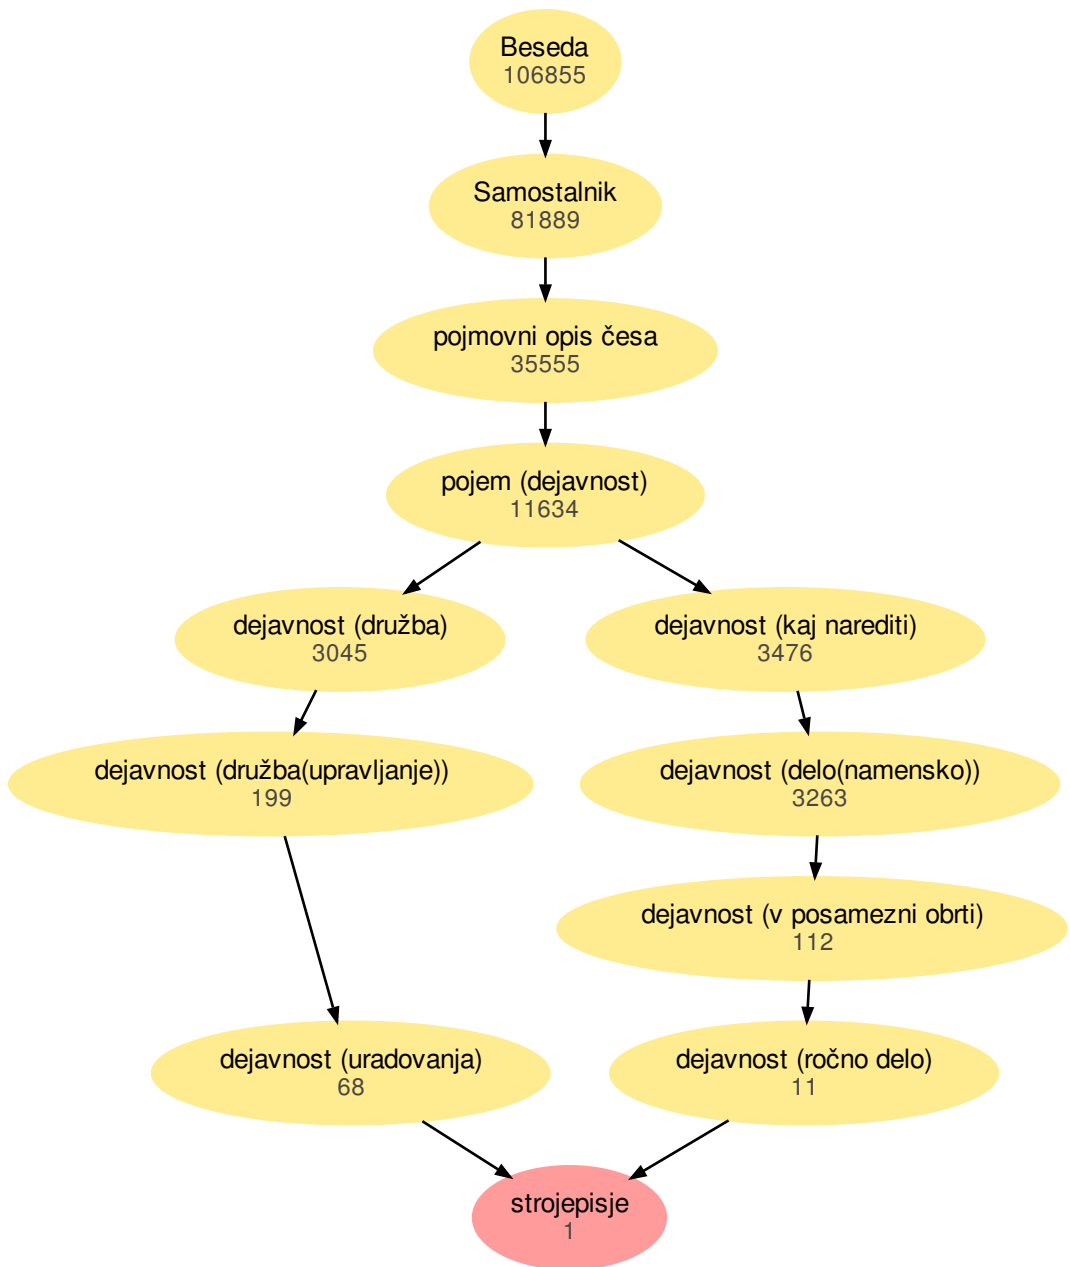 Beseda
106855
Samostalnik
81889
pojmovni opis česa
35555
pojem (dejavnost)
11634
dejavnost (družba)
3045
dejavnost (kaj narediti)
3476
dejavnost (družba(upravljanje))
199
dejavnost (delo(namensko))
3263
dejavnost (v posamezni obrti)
112
dejavnost (uradovanja)
68
dejavnost (ročno delo)
11
strojepisje
1